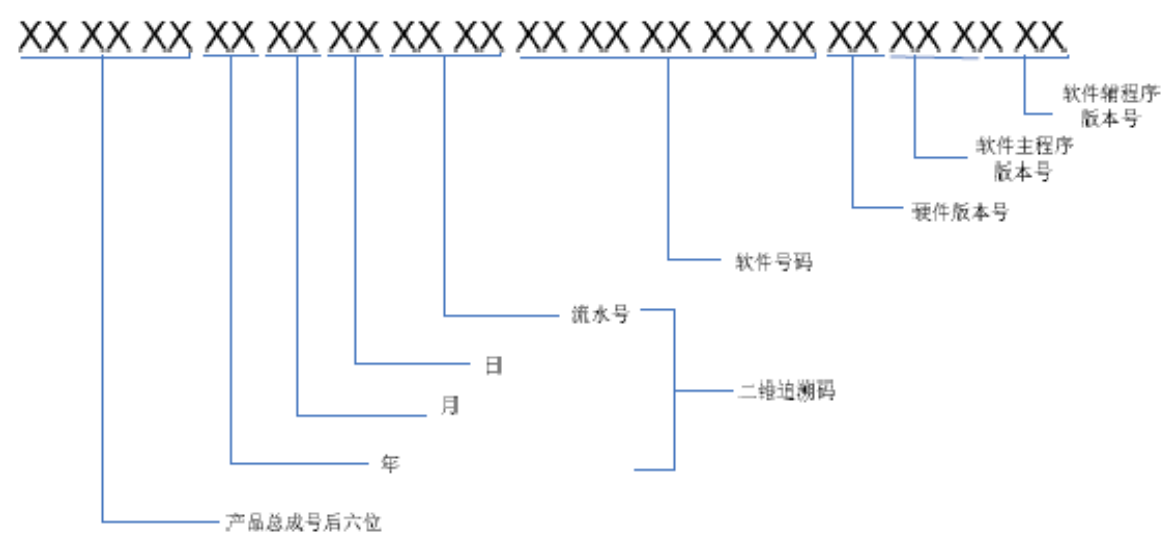 XX XX XX XX XX XX XX XX XX XX XX XX XX XX XX XX XX
软件辅程序
版本号
软件主程序
版本号
硬件版本号
软件号码
流水号
日
二维追溯码
月
年
产品总成号后六位